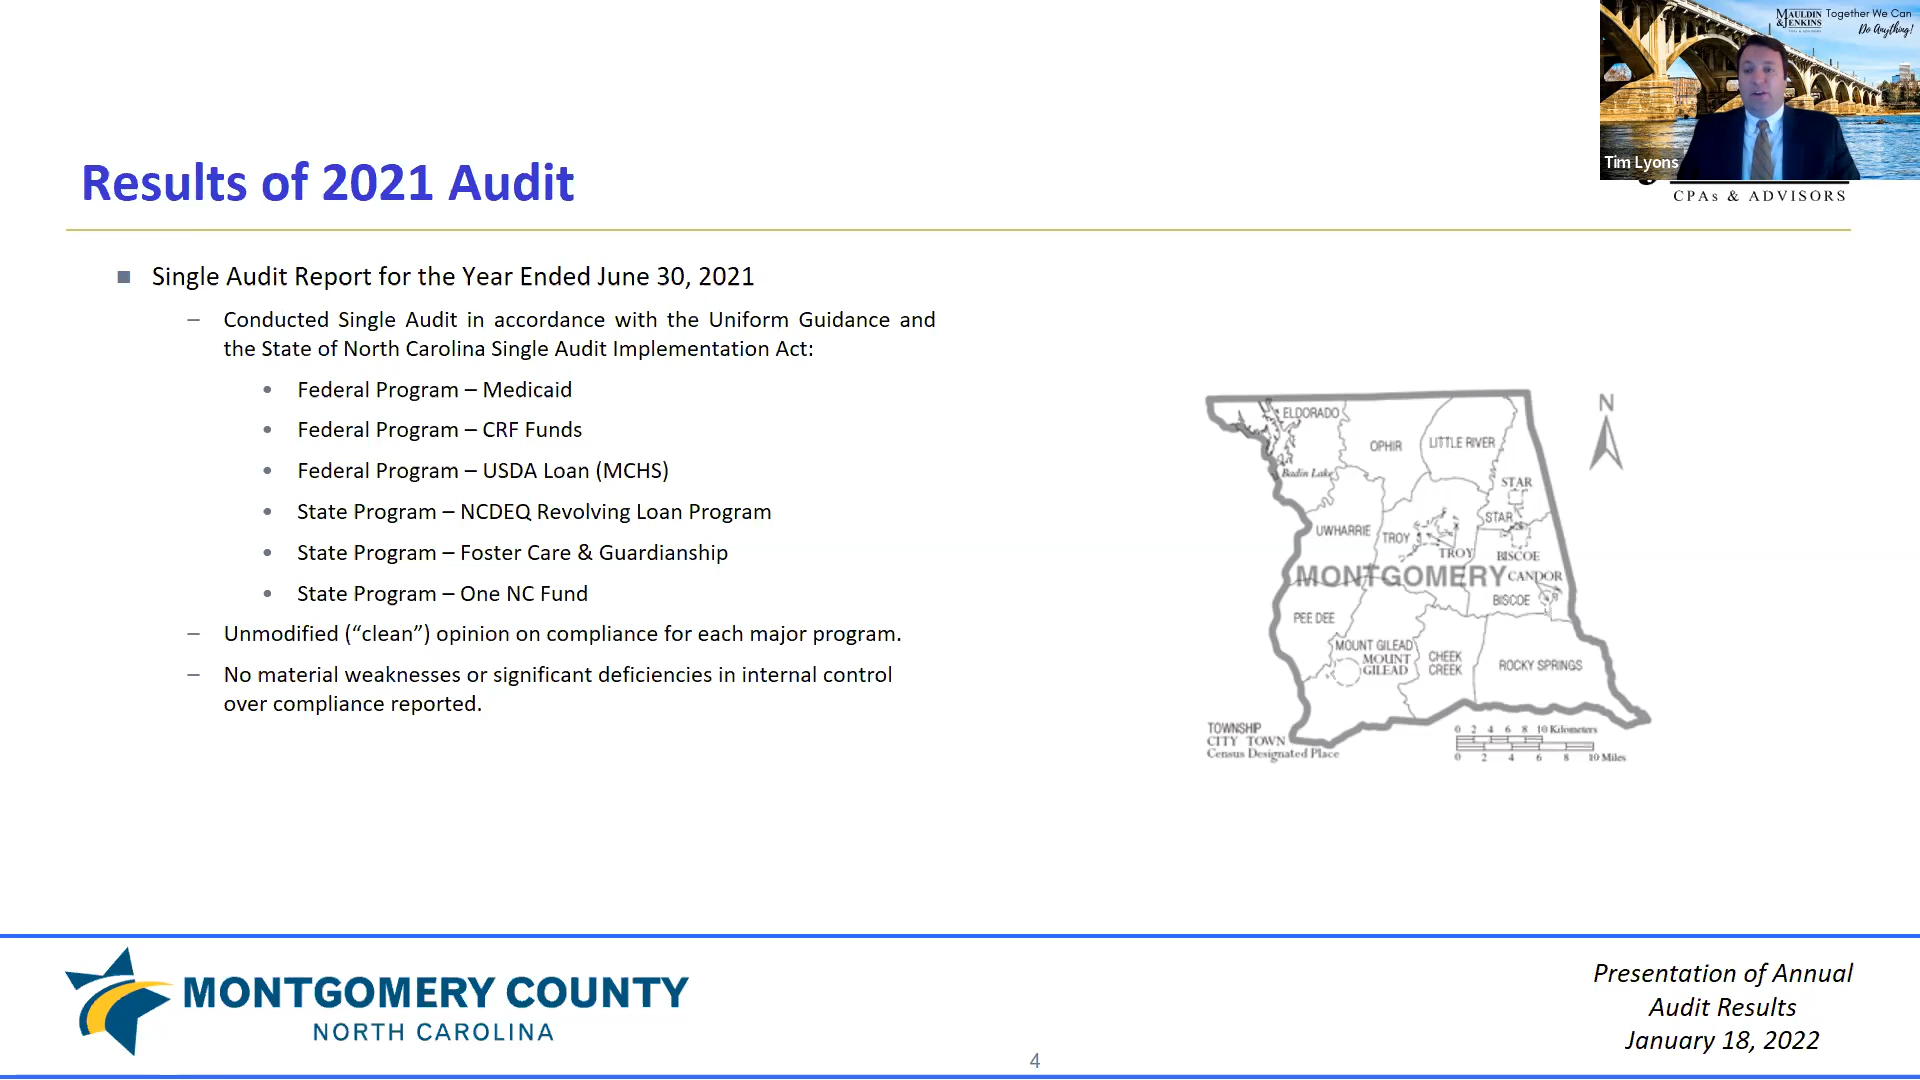 MAULDIN
& JENKINS
Together We Can
Do Anything!
Tim Lyons
CPAs & ADVISORS
Results of 2021 Audit
Single Audit Report for the Year Ended June 30, 2021
– Conducted Single Audit in accordance with the Uniform Guidance and
the State of North Carolina Single Audit Implementation Act:
• Federal Program – Medicaid
• Federal Program – CRF Funds
• Federal Program – USDA Loan (MCHS)
• State Program – NCDEQ Revolving Loan Program
• State Program – Foster Care & Guardianship
• State Program – One NC Fund
– Unmodified (“clean”) opinion on compliance for each major program.
– No material weaknesses or significant deficiencies in internal control
over compliance reported.
N
ELDORADO
OPHIR
LITTLE RIVER
Badin Lake
STAR
UWHARRIE
TROY
STAR
TROY
BISCOE
MONTGOMERY
CANDOR
BISCOE
PEE DEE
MOUNT GILEAD
MOUNT
GILEAD
CHEEK
CREEK
ROCKY SPRINGS
TOWNSHIP
CITY TOWN
Census Designated Place
0 2 4 6 8 10 Kilometers
0 2 4 6 8 10 Miles
MONTGOMERY COUNTY
NORTH CAROLINA
4
Presentation of Annual
Audit Results
January 18, 2022